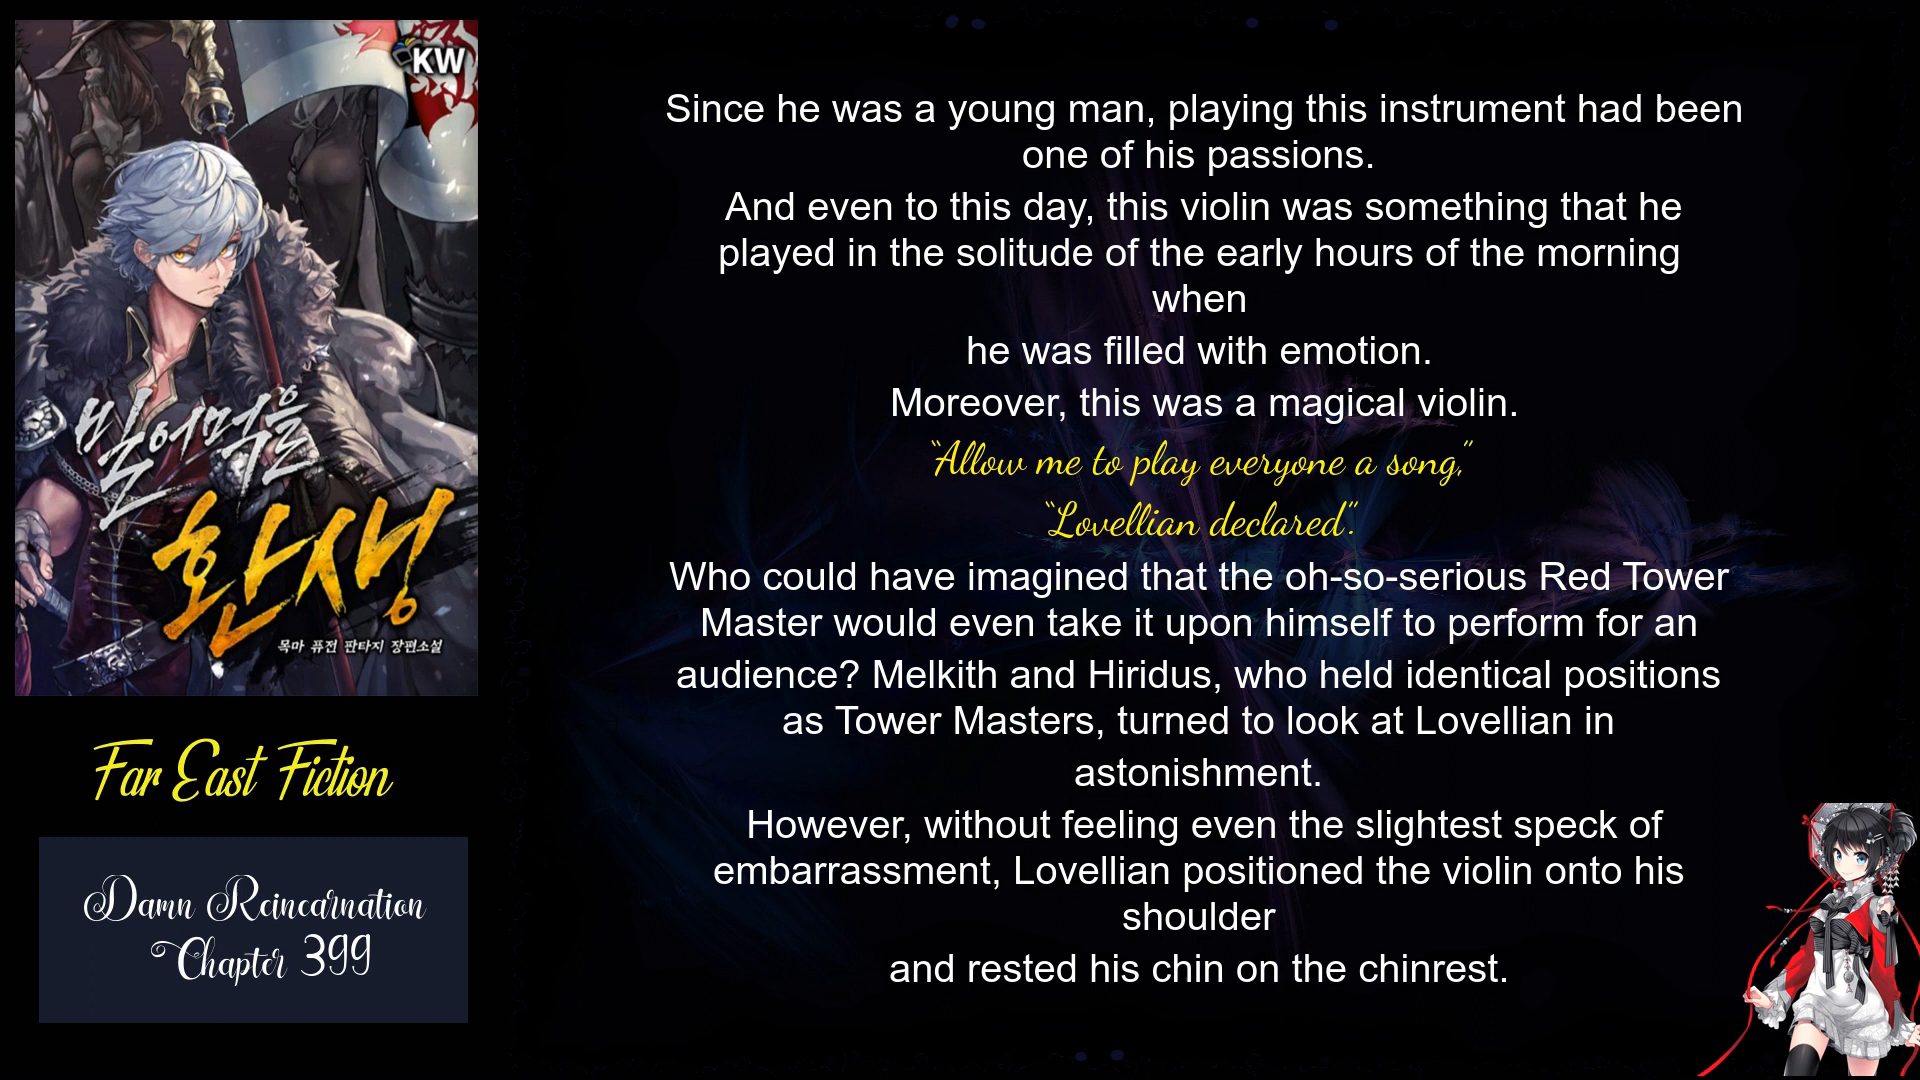 KW
빌어먹을
환생
목마 퓨전 판타지 장편소설
Far East Fiction
Damn Reincarnation
Chapter 399
Since he was a young man, playing this instrument had been
one of his passions.
And even to this day, this violin was something that he
played in the solitude of the early hours of the morning
when
he was filled with emotion.
Moreover, this was a magical violin.
“Allow me to play everyone a song,”
“Lovellian declared”.
Who could have imagined that the oh-so-serious Red Tower
Master would even take it upon himself to perform for an
audience? Melkith and Hiridus, who held identical positions
as Tower Masters, turned to look at Lovellian in
astonishment.
However, without feeling even the slightest speck of
embarrassment, Lovellian positioned the violin onto his
shoulder
and rested his chin on the chinrest.